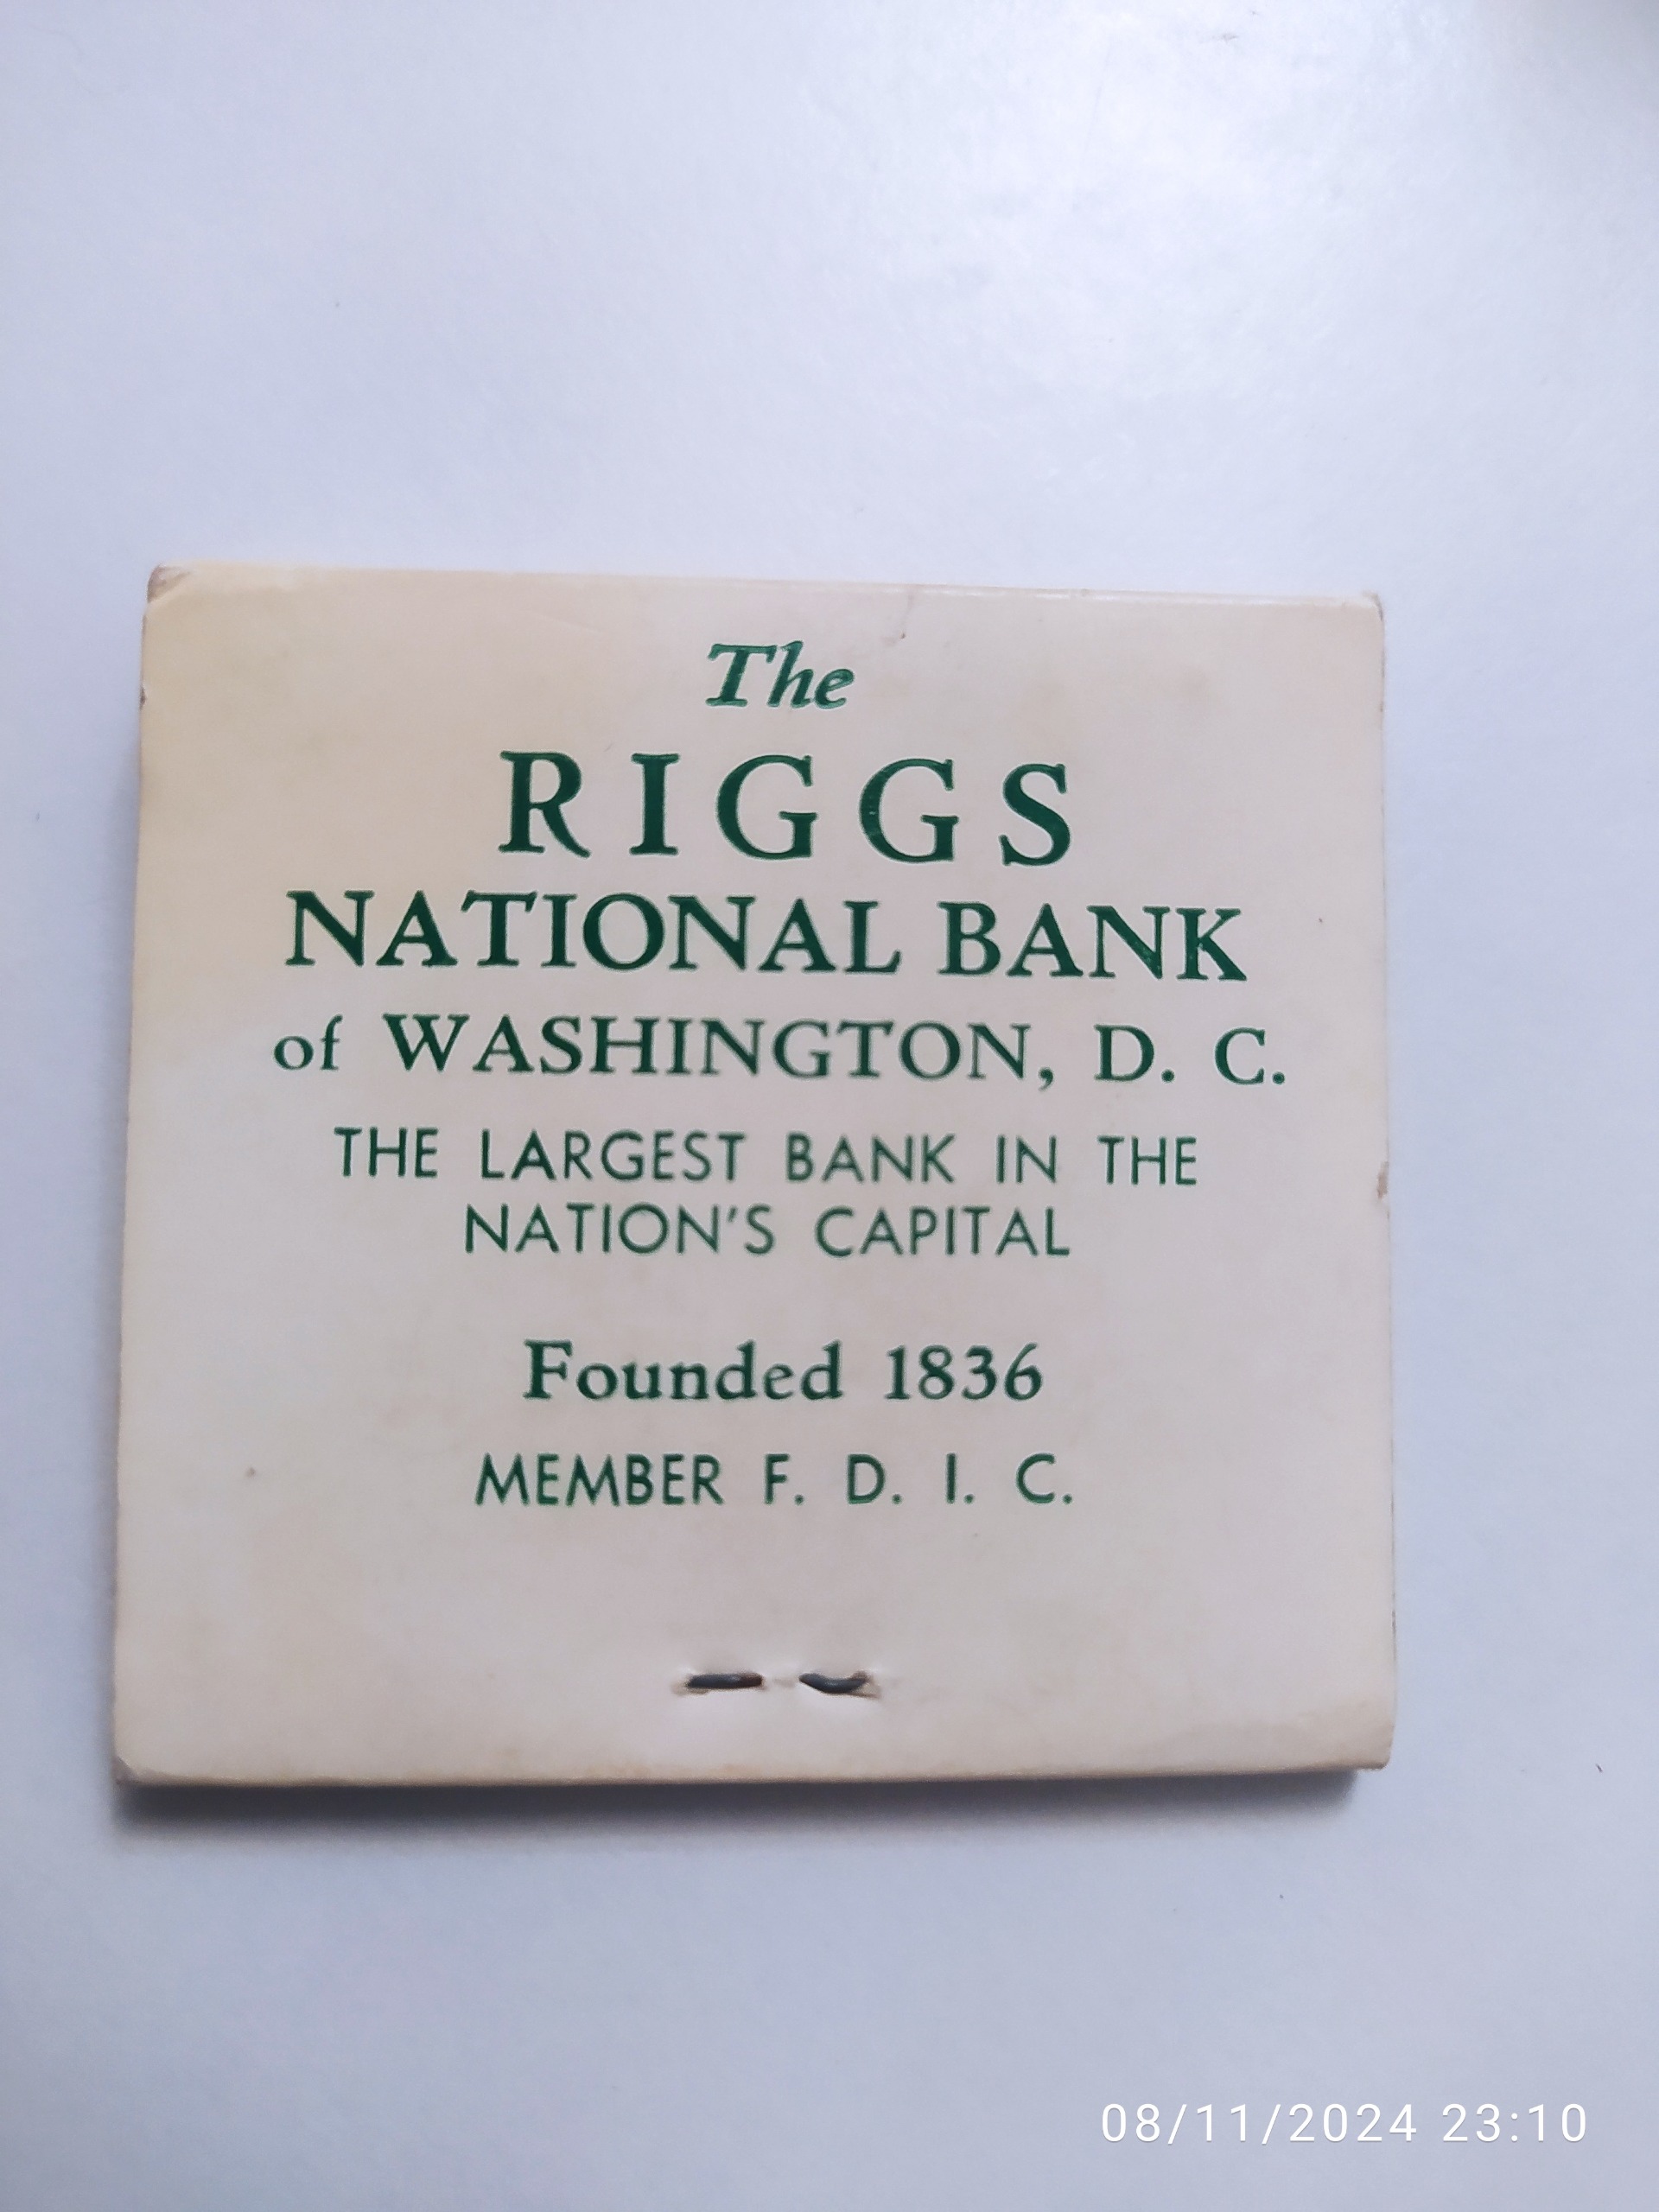 The
RIGGS
NATIONAL BANK
of WASHINGTON, D. C.
THE LARGEST BANK IN THE
NATION'S CAPITAL
Founded 1836
MEMBER F. D. I. C.
08/11/2024 23:10